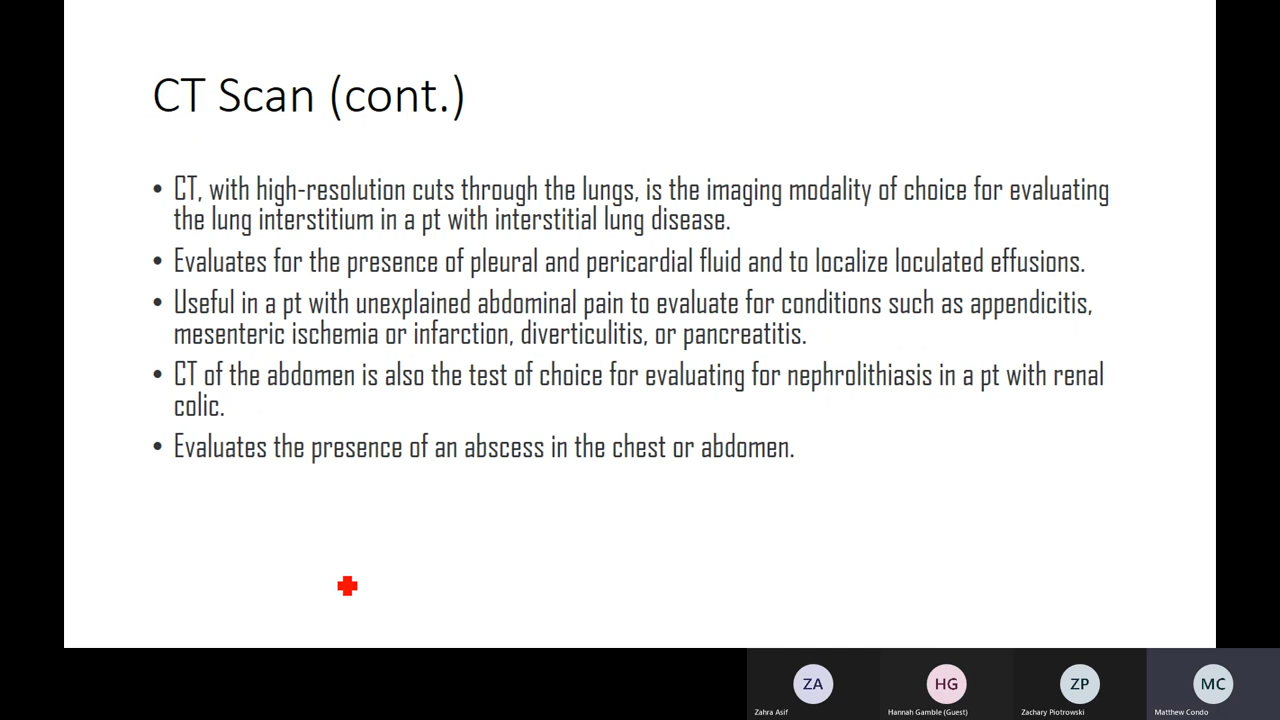 CT Scan (cont.)
• CT, with high-resolution cuts through the lungs, is the imaging modality of choice for evaluating
the lung interstitium in a pt with interstitial lung disease.
• Evaluates for the presence of pleural and pericardial fluid and to localize loculated effusions.
• Useful in a pt with unexplained abdominal pain to evaluate for conditions such as appendicitis,
mesenteric ischemia or infarction, diverticulitis, or pancreatitis.
• CT of the abdomen is also the test of choice for evaluating for nephrolithiasis in a pt with renal
colic.
• Evaluates the presence of an abscess in the chest or abdomen.
ZA
HG
ZP
MC
Zahra Asif
Hannah Gamble (Guest)
Zachary Piotrowski
Matthew Condo